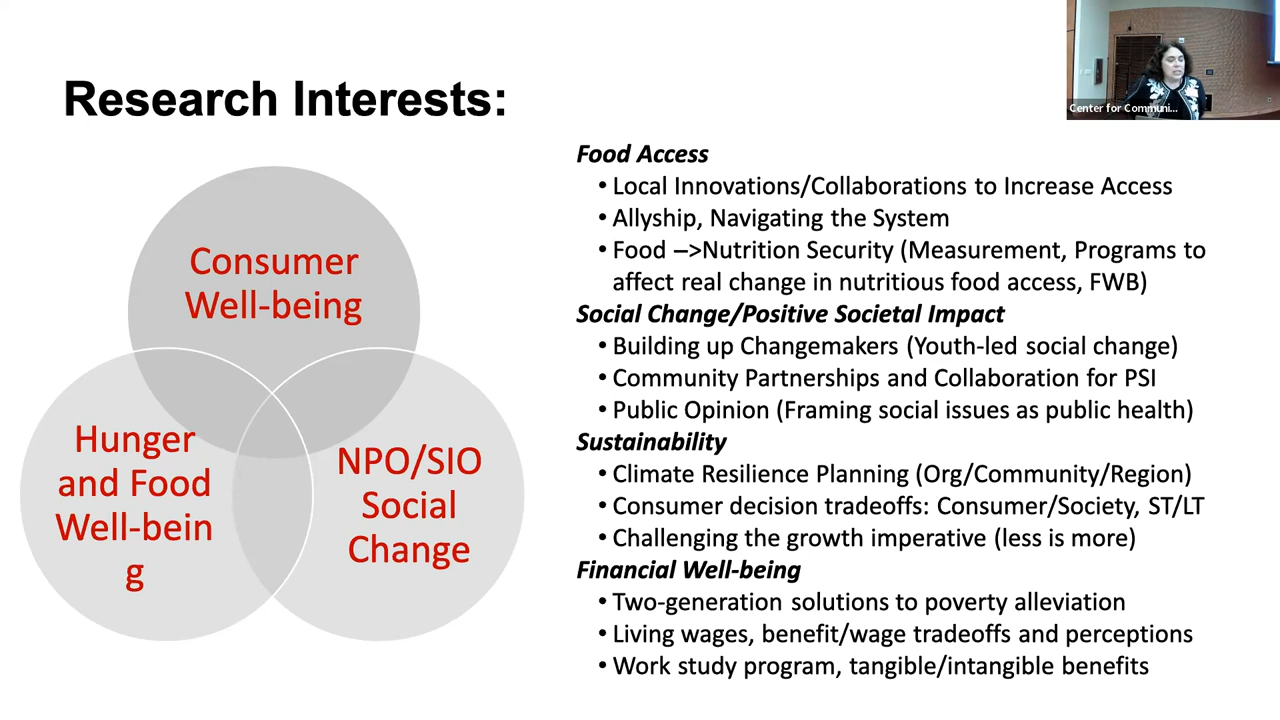 Center for Communi...
Research Interests:
Consumer
Well-being
Hunger
and Food
Well-bein
g
NPO/SIO
Social
Change
Food Access
• Local Innovations/Collaborations to Increase Access
• Allyship, Navigating the System
• Food –>Nutrition Security (Measurement, Programs to
affect real change in nutritious food access, FWB)
Social Change/Positive Societal Impact
• Building up Changemakers (Youth-led social change)
• Community Partnerships and Collaboration for PSI
• Public Opinion (Framing social issues as public health)
Sustainability
• Climate Resilience Planning (Org/Community/Region)
• Consumer decision tradeoffs: Consumer/Society, ST/LT
• Challenging the growth imperative (less is more)
Financial Well-being
• Two-generation solutions to poverty alleviation
• Living wages, benefit/wage tradeoffs and perceptions
• Work study program, tangible/intangible benefits